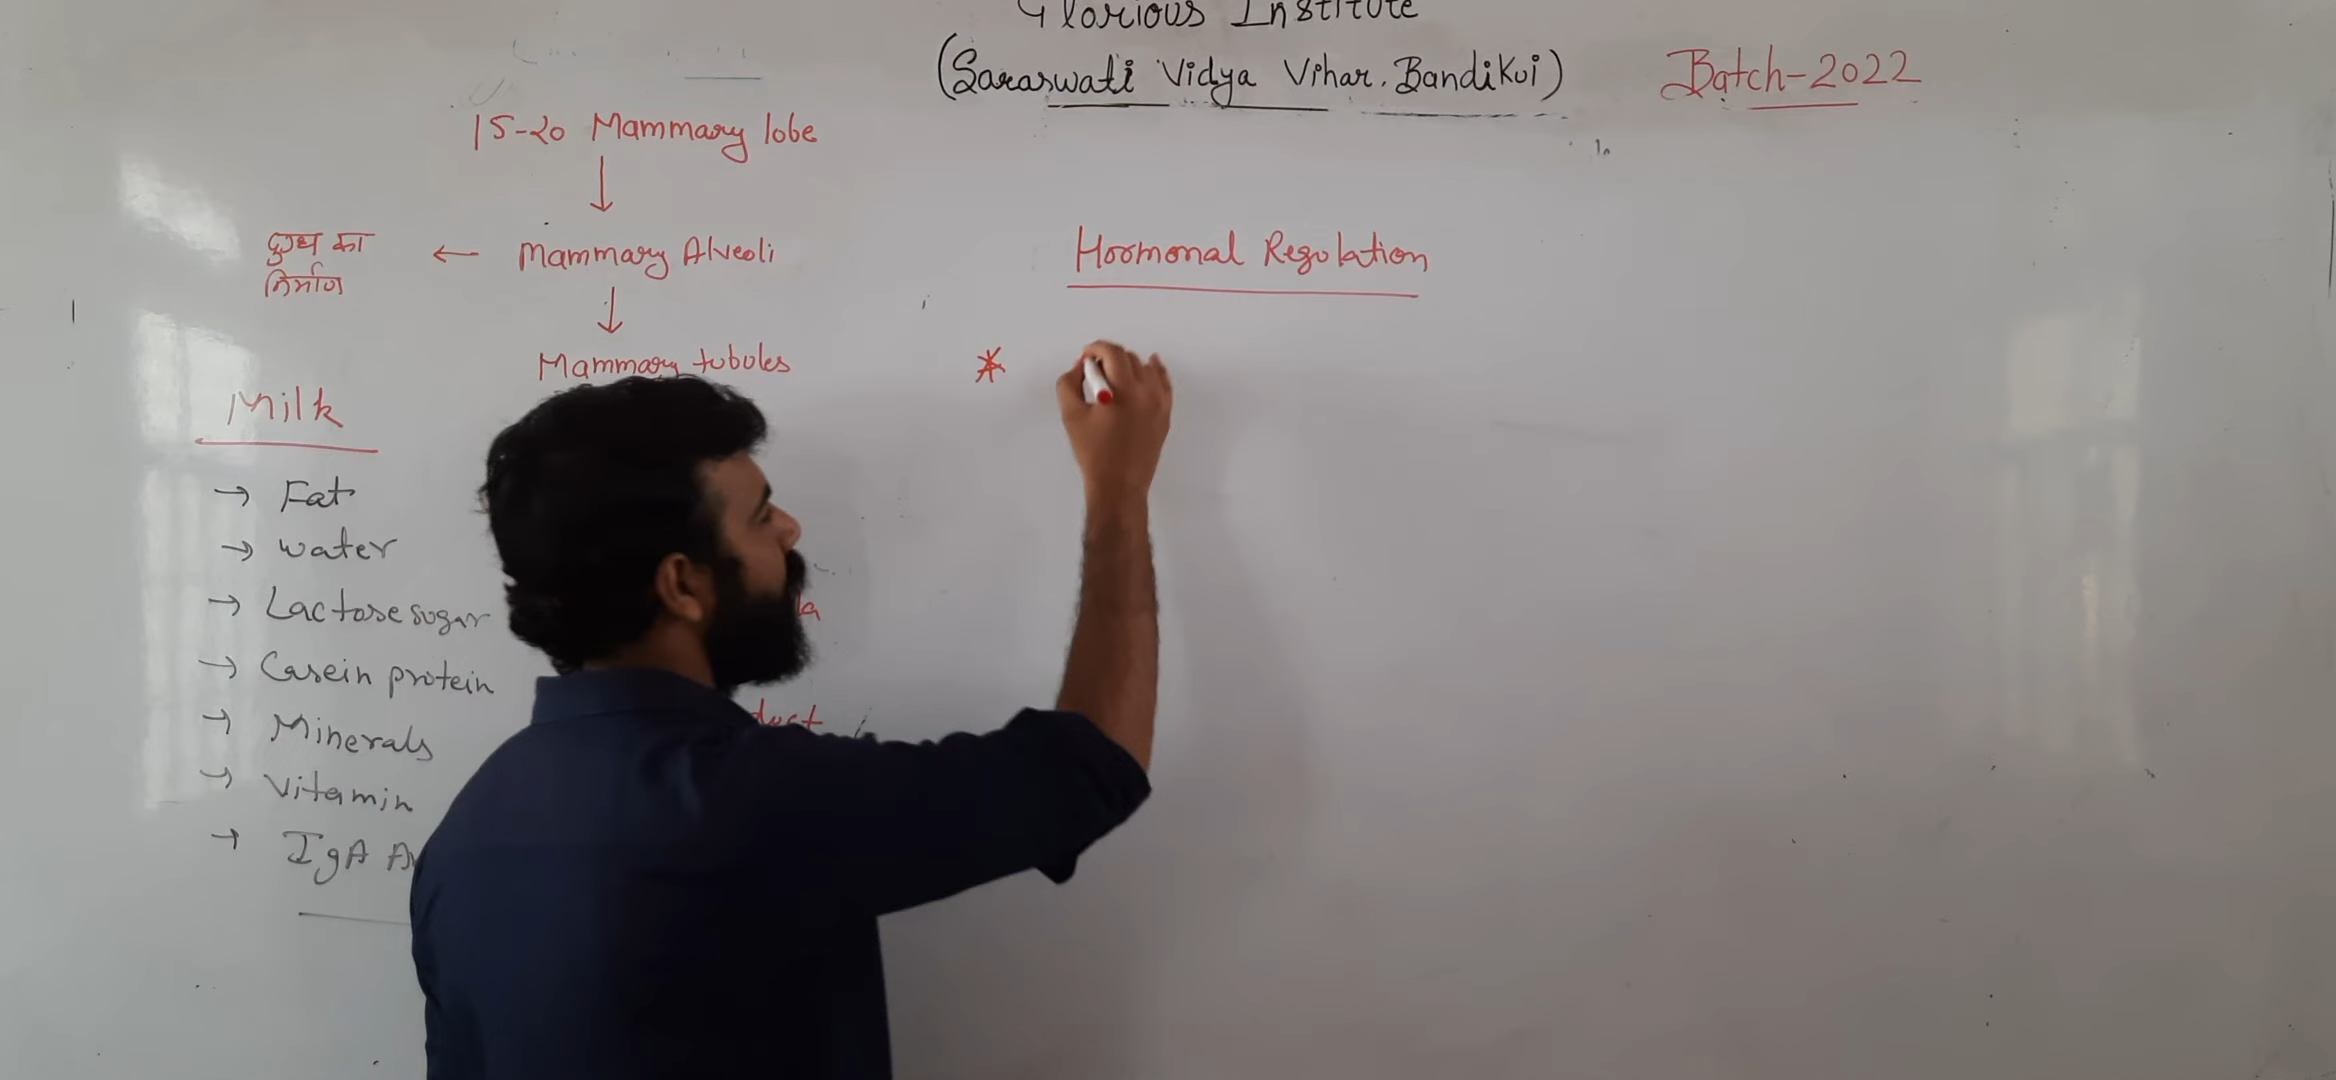 Glorious Institute
(Saraswati Vidya Vihar, Bandikui)
Batch-2022
15-20 Mammary lobe
↓
दुग्ध का
निर्माण
← Mammary Alveoli
↓
Mammary tubules
Milk
→ Fat
→ water
→ Lactose sugar
→ Casein protein
→ Minerals
→ Vitamin
→ IgA
duct
Hormonal Regulation
*